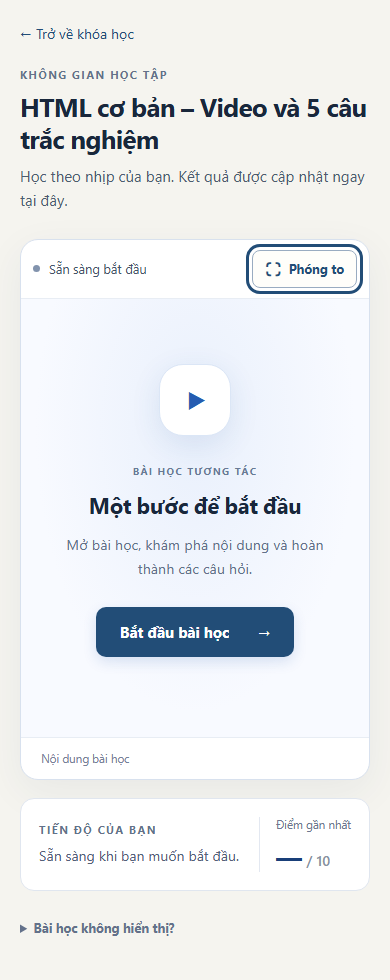 ← Trở về khóa học
KHÔNG GIAN HỌC TẬP
HTML cơ bản – Video và 5 câu
trắc nghiệm
Học theo nhịp của bạn. Kết quả được cập nhật ngay
tại đây.
Sẵn sàng bắt đầu
Phóng to
BÀI HỌC TƯƠNG TÁC
Một bước để bắt đầu
Mở bài học, khám phá nội dung và hoàn
thành các câu hỏi.
Bắt đầu bài học →
Nội dung bài học
TIẾN ĐỘ CỦA BẠN
Sẵn sàng khi bạn muốn bắt đầu.
Điểm gần nhất
— / 10
Bài học không hiển thị?